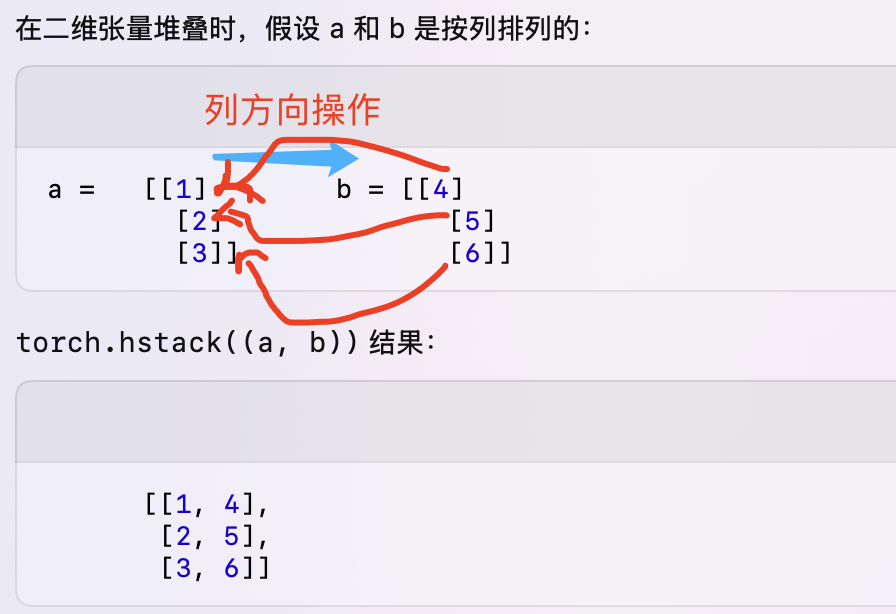 在二维张量堆叠时，假设 a 和 b 是按列排列的：
列方向操作
a =   [[1]        b = [[4]
[2]                [5]
[3]]               [6]]
torch.hstack((a, b)) 结果：
[[1, 4],
[2, 5],
[3, 6]]